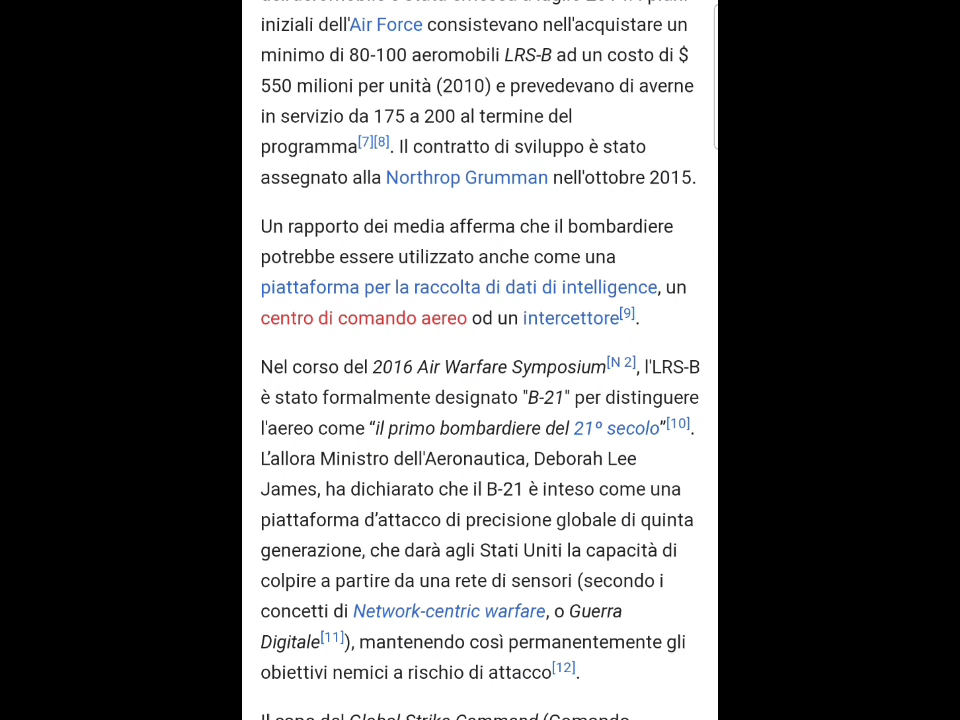 iniziali dell'Air Force consistevano nell'acquistare un
minimo di 80-100 aeromobili LRS-B ad un costo di $
550 milioni per unità (2010) e prevedevano di averne
in servizio da 175 a 200 al termine del
programma[7][8]. Il contratto di sviluppo è stato
assegnato alla Northrop Grumman nell'ottobre 2015.
Un rapporto dei media afferma che il bombardiere
potrebbe essere utilizzato anche come una
piattaforma per la raccolta di dati di intelligence, un
centro di comando aereo od un intercettore[9].
Nel corso del 2016 Air Warfare Symposium[N 2], l'LRS-B
è stato formalmente designato "B-21" per distinguere
l'aereo come “il primo bombardiere del 21º secolo”[10].
L’allora Ministro dell'Aeronautica, Deborah Lee
James, ha dichiarato che il B-21 è inteso come una
piattaforma d’attacco di precisione globale di quinta
generazione, che darà agli Stati Uniti la capacità di
colpire a partire da una rete di sensori (secondo i
concetti di Network-centric warfare, o Guerra
Digitale[11]), mantenendo così permanentemente gli
obiettivi nemici a rischio di attacco[12].